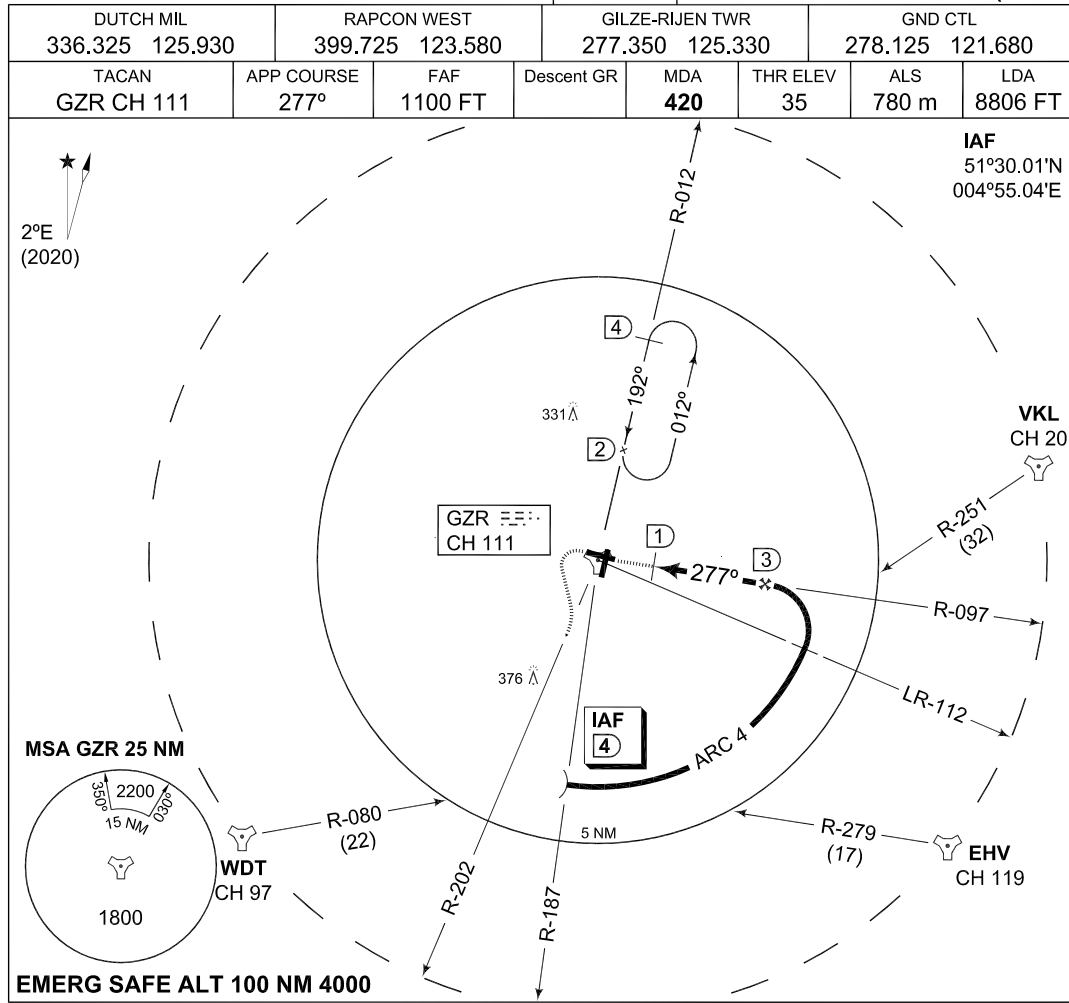 DUTCH MIL
336.325 125.930
RAPCON WEST
399.725 123.580
GILZE-RIJEN TWR
277.350 125.330
GND CTL
278.125 121.680
TACAN
GZR CH 111
APP COURSE
277º
FAF
1100 FT
Descent GR
MDA
420
THR ELEV
35
ALS
780 m
LDA
8806 FT
IAF
51º30.01'N
004º55.04'E
2ºE
(2020)
R-012
4
192º
012º
331
2
VKL
CH 20
R-251
(32)
GZR
CH 111
1
277º
3
R-097
LR-112
376
IAF
4
ARC 4
MSA GZR 25 NM
350º
2200
030º
15 NM
1800
WDT
CH 97
R-080
(22)
5 NM
R-279
(17)
EHV
CH 119
R-202
R-187
EMERG SAFE ALT 100 NM 4000